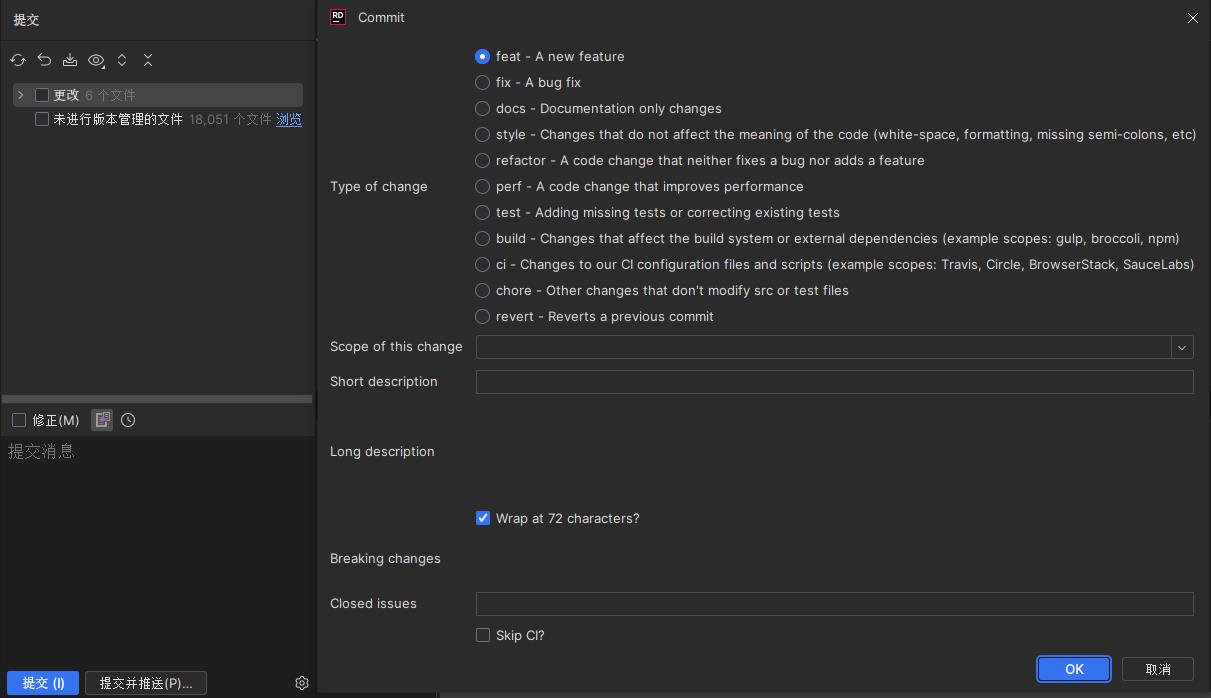 提交
更改 6 个文件
未进行版本管理的文件 18,051 个文件 浏览
修正(M)
提交消息
提交 (I)
提交并推送(P)...
RD
Commit
Type of change
feat - A new feature
fix - A bug fix
docs - Documentation only changes
style - Changes that do not affect the meaning of the code (white-space, formatting, missing semi-colons, etc)
refactor - A code change that neither fixes a bug nor adds a feature
perf - A code change that improves performance
test - Adding missing tests or correcting existing tests
build - Changes that affect the build system or external dependencies (example scopes: gulp, broccoli, npm)
ci - Changes to our CI configuration files and scripts (example scopes: Travis, Circle, BrowserStack, SauceLabs)
chore - Other changes that don't modify src or test files
revert - Reverts a previous commit
Scope of this change
Short description
Long description
Wrap at 72 characters?
Breaking changes
Closed issues
Skip CI?
OK
取消